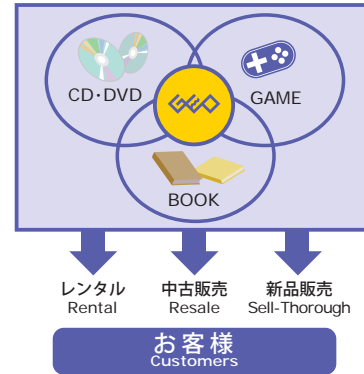 CD・DVD
GAME
GEO
BOOK
レンタル
Rental
中古販売
Resale
新品販売
Sell-Thorough
お客様
Customers